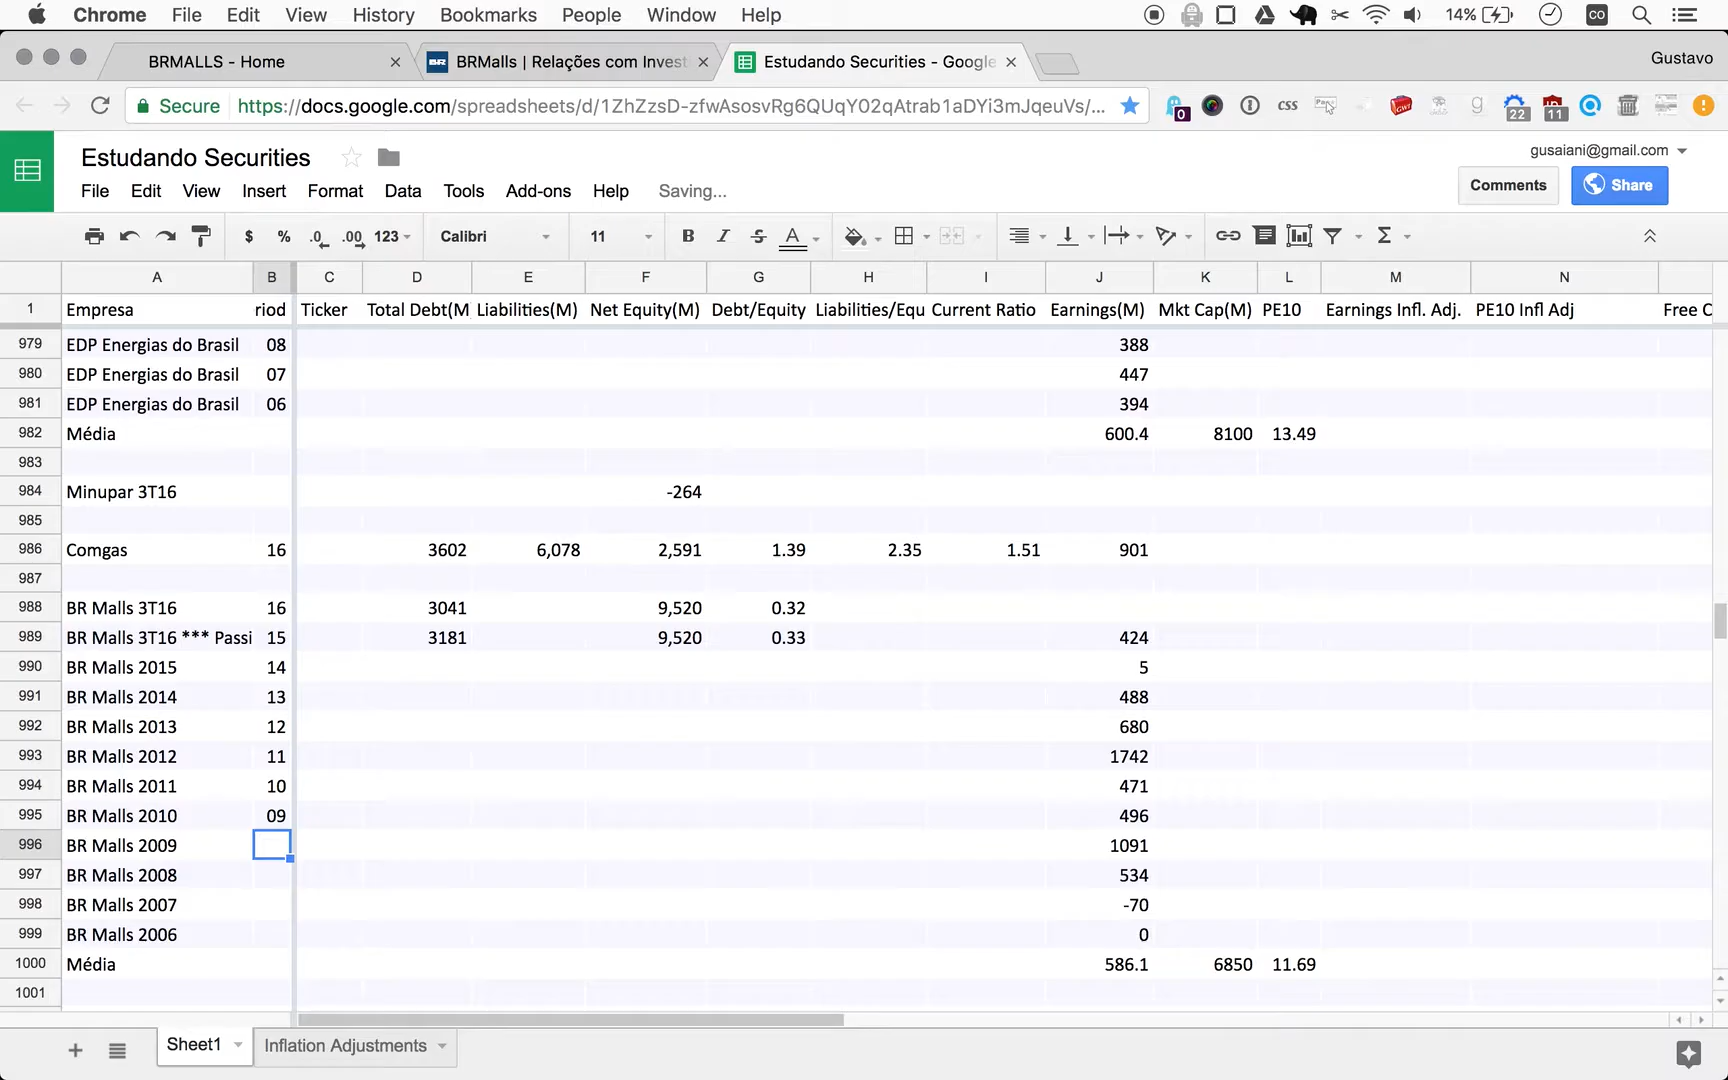 Chrome File Edit View History Bookmarks People Window Help 14% CO
BRMALLS - Home BR BRMalls | Relações com Invest Estudando Securities - Google Gustavo
Secure https://docs.google.com/spreadsheets/d/1ZhZzsD-zfwAsosvRg6QUqY02qAtrab1aDYi3mJqeuVs/... 0 css g 22 11
Estudando Securities gusaiani@gmail.com
File Edit View Insert Format Data Tools Add-ons Help Saving... Comments Share
$ % .0 .00 123 Calibri 11 B I S A Σ
A B C D E F G H I J K L M N
1 Empresa riod Ticker Total Debt(M Liabilities(M) Net Equity(M) Debt/Equity Liabilities/Equ Current Ratio Earnings(M) Mkt Cap(M) PE10 Earnings Infl. Adj. PE10 Infl Adj Free C
979 EDP Energias do Brasil 08 388
980 EDP Energias do Brasil 07 447
981 EDP Energias do Brasil 06 394
982 Média 600.4 8100 13.49
983
984 Minupar 3T16 -264
985
986 Comgas 16 3602 6,078 2,591 1.39 2.35 1.51 901
987
988 BR Malls 3T16 16 3041 9,520 0.32
989 BR Malls 3T16 *** Passi 15 3181 9,520 0.33 424
990 BR Malls 2015 14 5
991 BR Malls 2014 13 488
992 BR Malls 2013 12 680
993 BR Malls 2012 11 1742
994 BR Malls 2011 10 471
995 BR Malls 2010 09 496
996 BR Malls 2009 1091
997 BR Malls 2008 534
998 BR Malls 2007 -70
999 BR Malls 2006 0
1000 Média 586.1 6850 11.69
1001
Sheet1 Inflation Adjustments